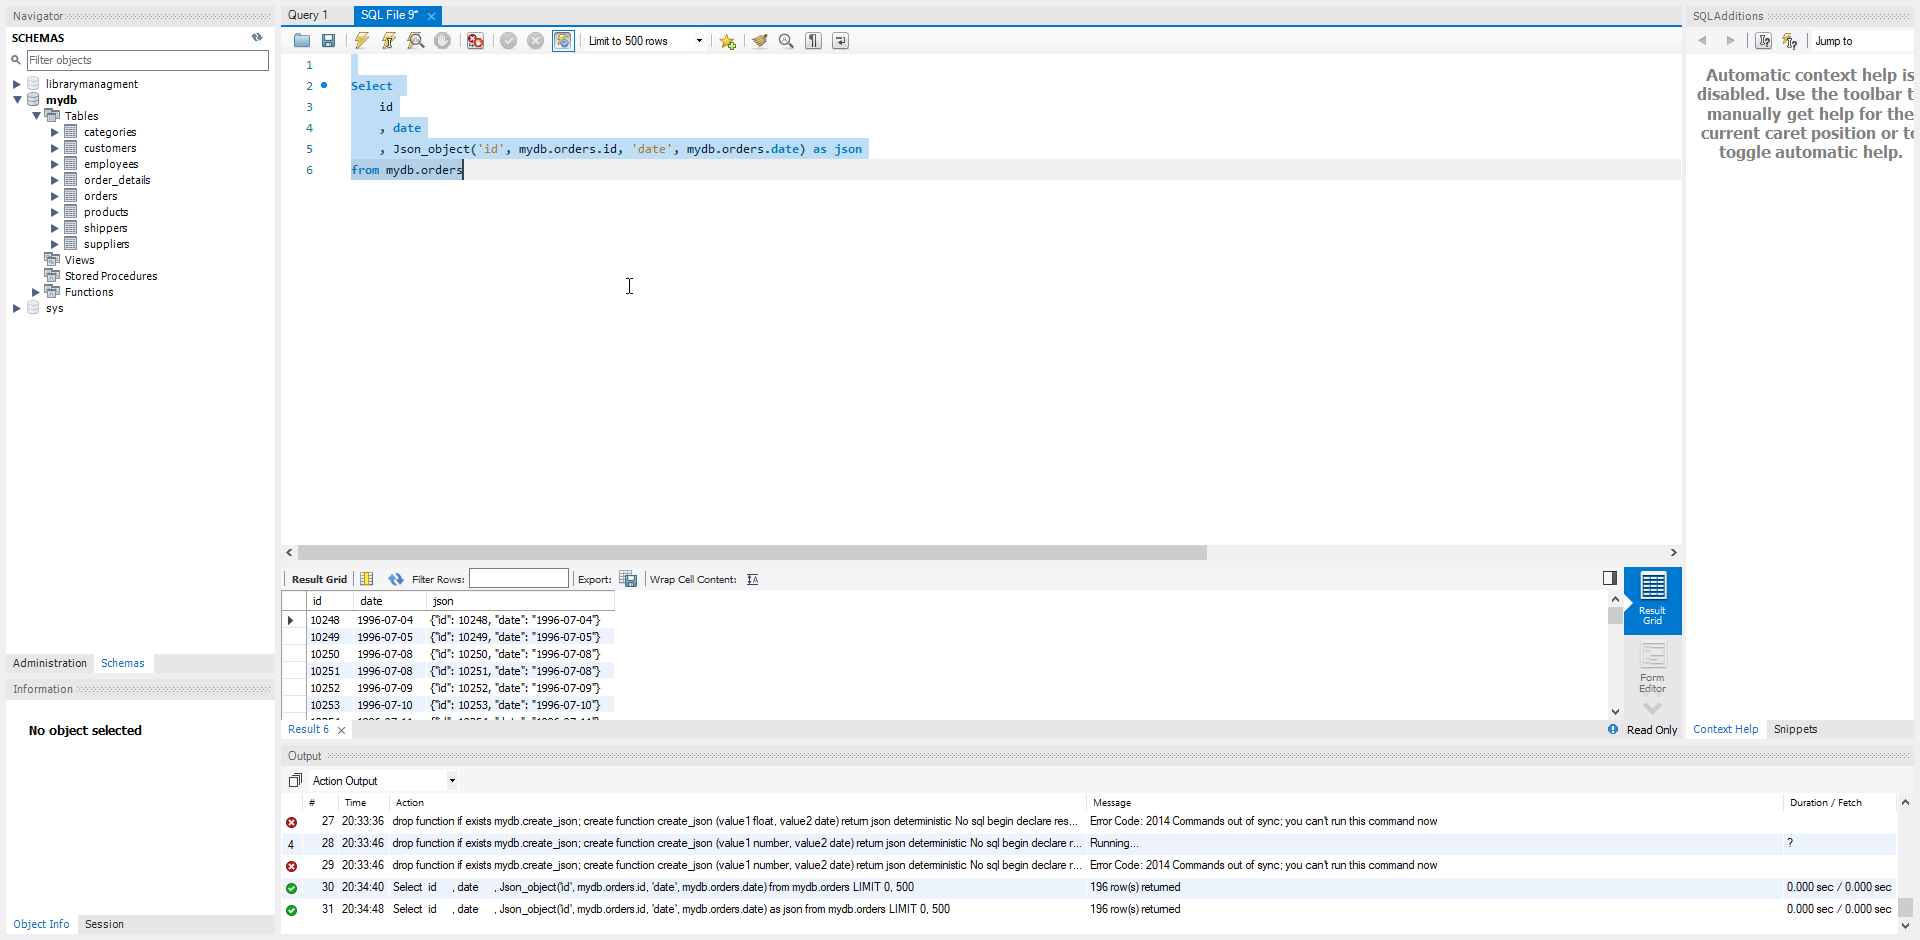 Navigator
SCHEMAS
Filter objects
librarymanagment
mydb
Tables
categories
customers
employees
order_details
orders
products
shippers
suppliers
Views
Stored Procedures
Functions
sys
Administration Schemas
Information
No object selected
Object Info Session
Query 1 SQL File 9*
Limit to 500 rows
1
2 Select
3 id
4 , date
5 , Json_object('id', mydb.orders.id, 'date', mydb.orders.date) as json
6 from mydb.orders
Result Grid Filter Rows: Export: Wrap Cell Content:
id date json
10248 1996-07-04 {"id": 10248, "date": "1996-07-04"}
10249 1996-07-05 {"id": 10249, "date": "1996-07-05"}
10250 1996-07-08 {"id": 10250, "date": "1996-07-08"}
10251 1996-07-08 {"id": 10251, "date": "1996-07-08"}
10252 1996-07-09 {"id": 10252, "date": "1996-07-09"}
10253 1996-07-10 {"id": 10253, "date": "1996-07-10"}
Result Grid
Form Editor
Result 6 Read Only
Output
Action Output
# Time Action Message Duration / Fetch
27 20:33:36 drop function if exists mydb.create_json; create function create_json (value1 float, value2 date) return json deterministic No sql begin declare res... Error Code: 2014 Commands out of sync; you can't run this command now
4 28 20:33:46 drop function if exists mydb.create_json; create function create_json (value1 number, value2 date) return json deterministic No sql begin declare r... Running... ?
29 20:33:46 drop function if exists mydb.create_json; create function create_json (value1 number, value2 date) return json deterministic No sql begin declare r... Error Code: 2014 Commands out of sync; you can't run this command now
30 20:34:40 Select id , date , Json_object('id', mydb.orders.id, 'date', mydb.orders.date) from mydb.orders LIMIT 0, 500 196 row(s) returned 0.000 sec / 0.000 sec
31 20:34:48 Select id , date , Json_object('id', mydb.orders.id, 'date', mydb.orders.date) as json from mydb.orders LIMIT 0, 500 196 row(s) returned 0.000 sec / 0.000 sec
SQLAdditions
Jump to
Automatic context help is
disabled. Use the toolbar t
manually get help for the
current caret position or to
toggle automatic help.
Context Help Snippets